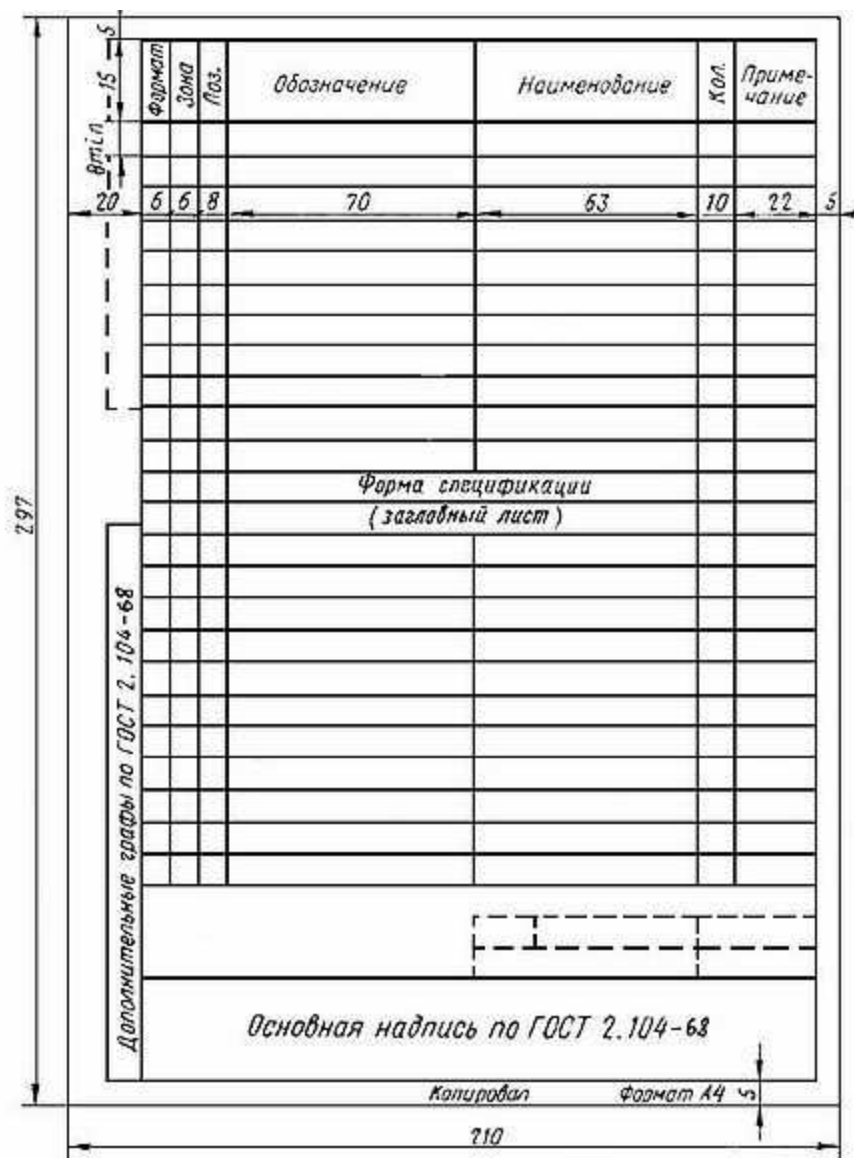 5
15
8min
Формат
Зона
Поз.
Обозначение
Наименование
Кол.
Приме-
чание
20 6 6 8 70 63 10 22 5
297
Форма спецификации
(заглавный лист)
Дополнительные графы по ГОСТ 2.104-68
Основная надпись по ГОСТ 2.104-68
Копировал Формат А4 5
210